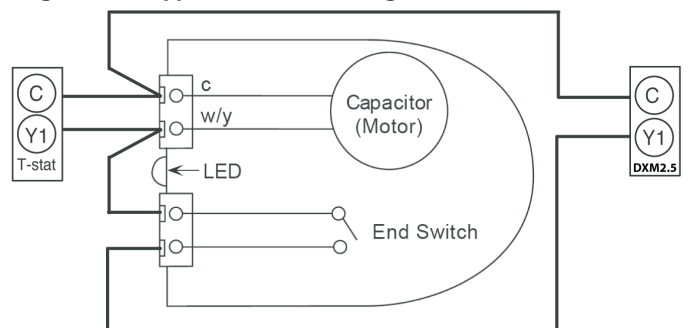 C
Y1
T-stat
c
w/y
LED
Capacitor
(Motor)
End Switch
C
Y1
DXM2.5